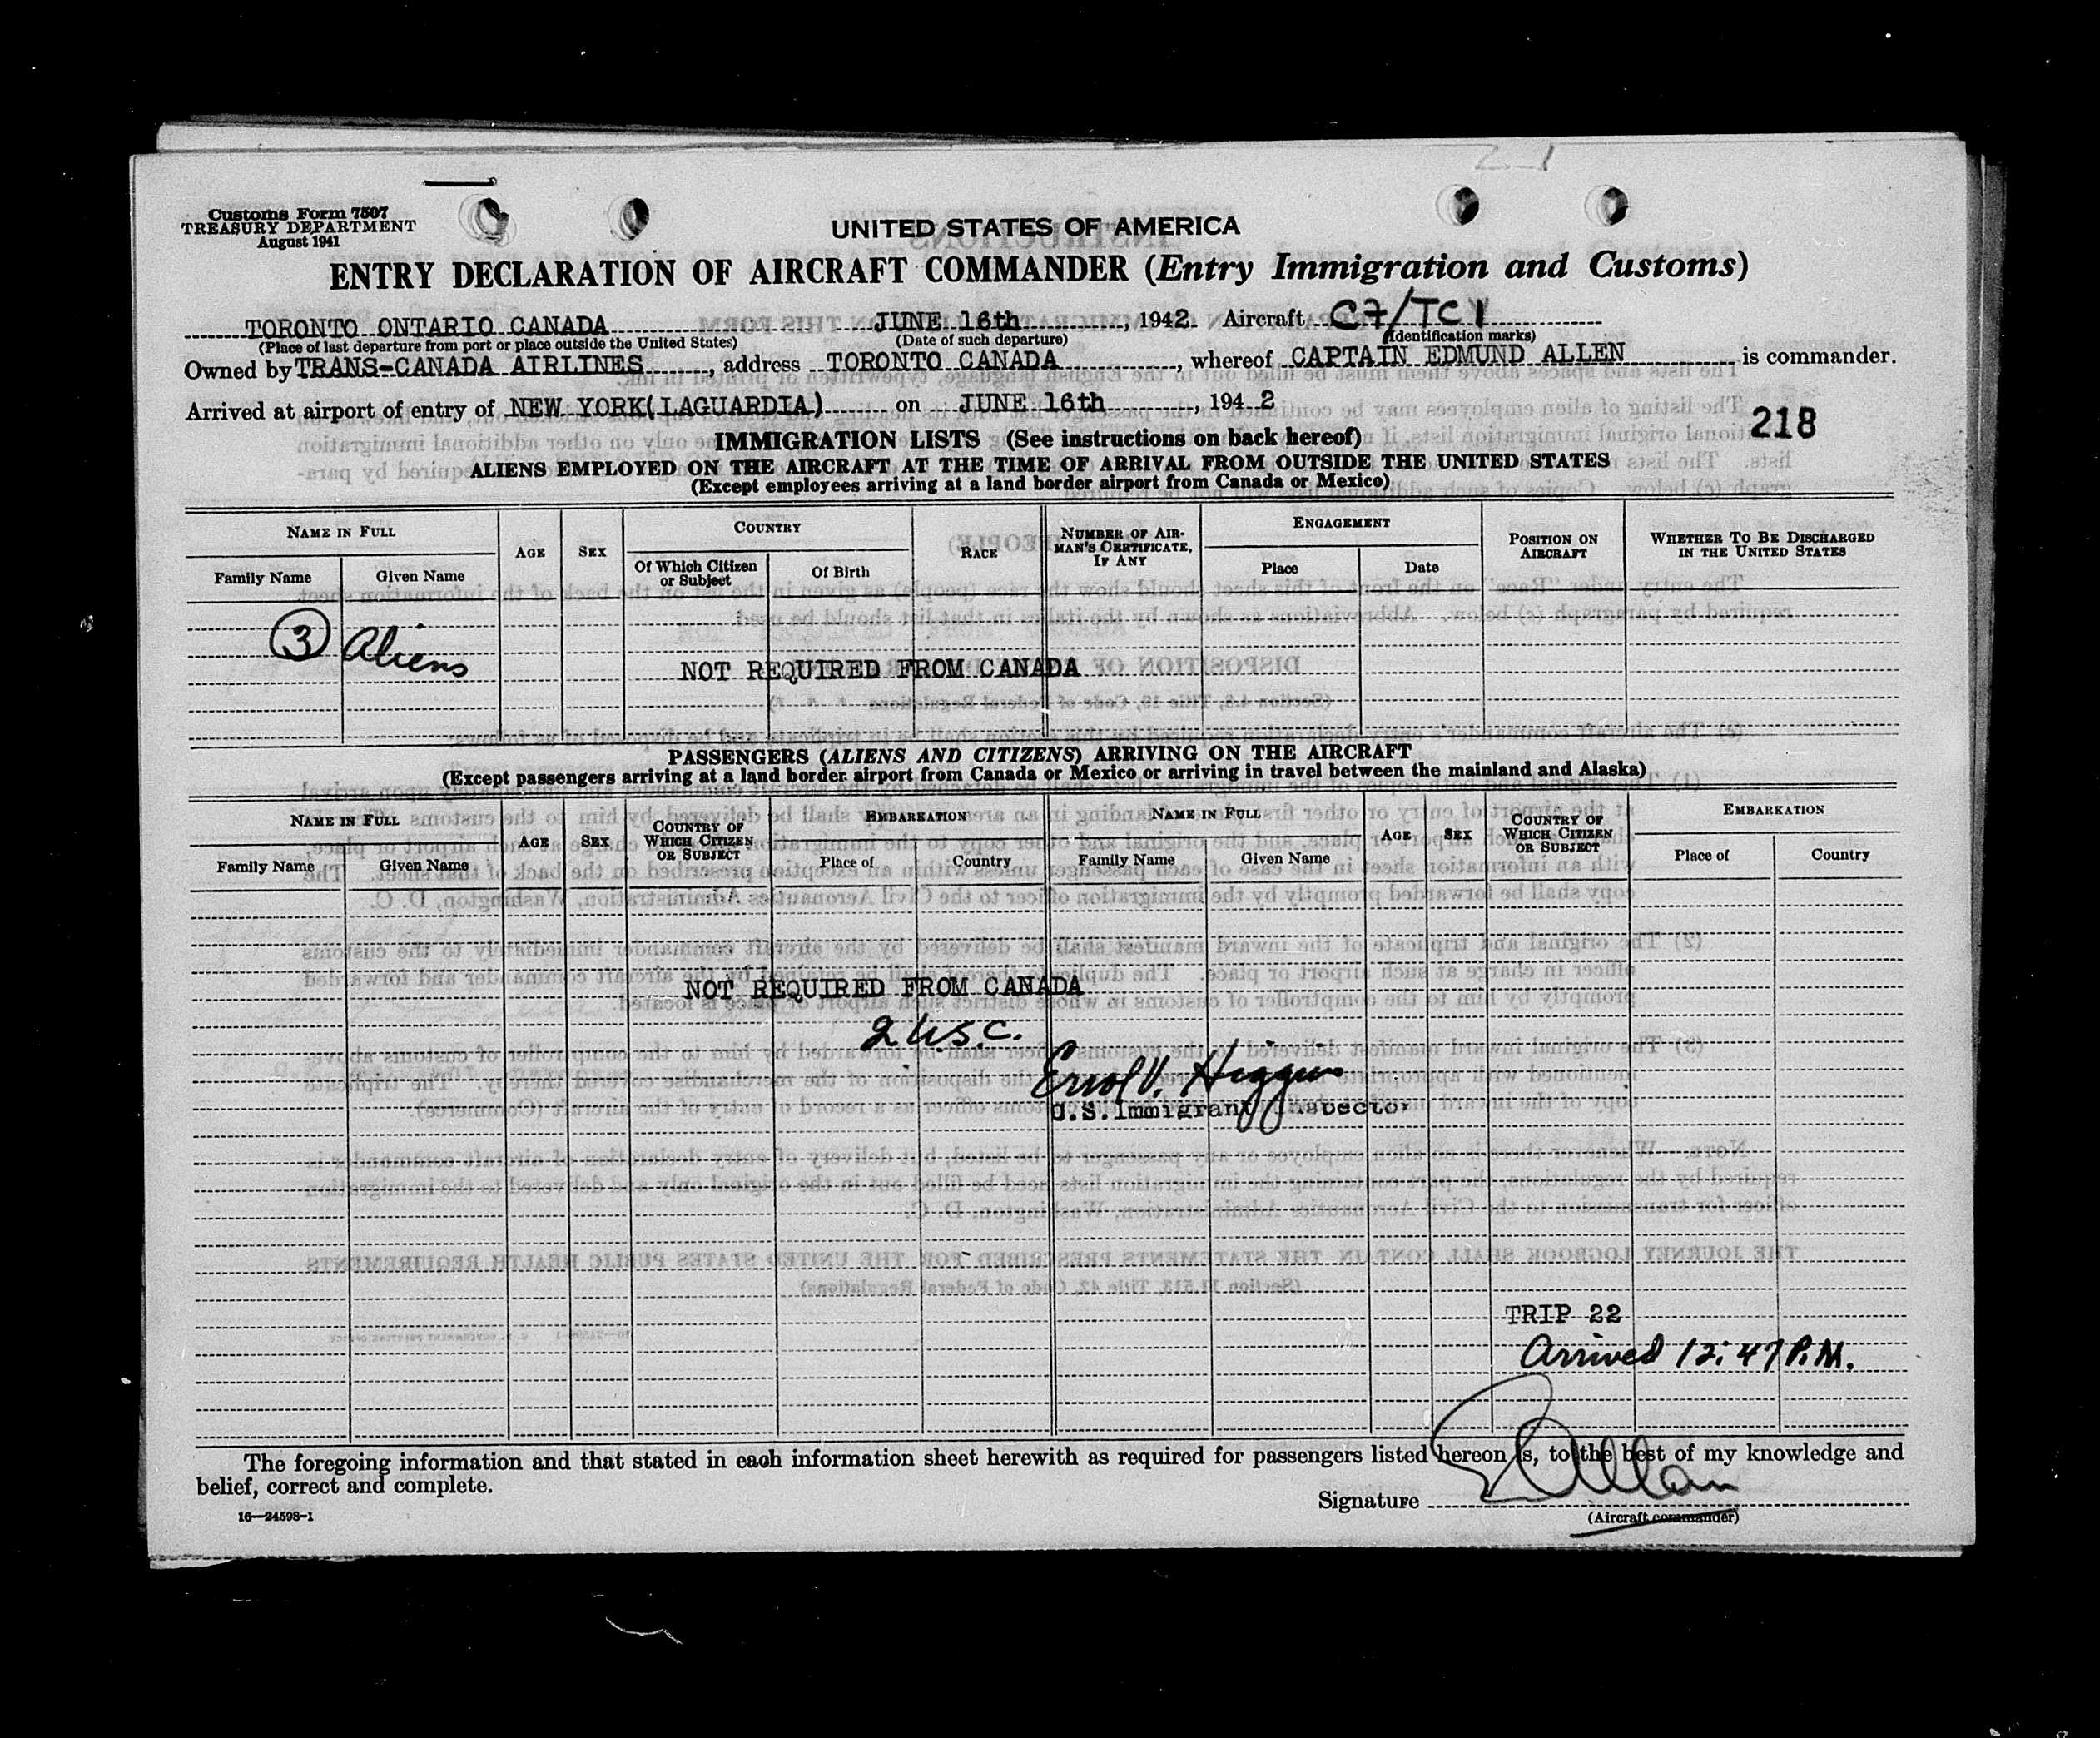 Customs Form 7507
TREASURY DEPARTMENT
August 1941
UNITED STATES OF AMERICA
ENTRY DECLARATION OF AIRCRAFT COMMANDER (Entry Immigration and Customs)
TORONTO ONTARIO CANADA JUNE 16th, 1942 Aircraft
(Place of last departure from port or place outside the United States) (Date of such departure) (Identification marks)
Owned by TRANS-CANADA AIRLINES, address TORONTO CANADA, whereof CAPTAIN EDMUND ALLEN is commander.
Arrived at airport of entry of NEW YORK(LAGUARDIA) on JUNE 16th, 1942
218
IMMIGRATION LISTS (See instructions on back hereof)
ALIENS EMPLOYED ON THE AIRCRAFT AT THE TIME OF ARRIVAL FROM OUTSIDE THE UNITED STATES
(Except employees arriving at a land border airport from Canada or Mexico)
NAME IN FULL AGE SEX COUNTRY RACE NUMBER OF AIRMAN'S CERTIFICATE, IF ANY ENGAGEMENT POSITION ON AIRCRAFT WHETHER TO BE DISCHARGED IN THE UNITED STATES
Family Name Given Name Of Which Citizen or Subject Of Birth Place Date
3 Aliens
NOT REQUIRED FROM CANADA
PASSENGERS (ALIENS AND CITIZENS) ARRIVING ON THE AIRCRAFT
(Except passengers arriving at a land border airport from Canada or Mexico or arriving in travel between the mainland and Alaska)
NAME IN FULL AGE SEX COUNTRY OF WHICH CITIZEN OR SUBJECT EMBARKATION NAME IN FULL AGE SEX COUNTRY OF WHICH CITIZEN OR SUBJECT EMBARKATION
Family Name Given Name Place of Country Family Name Given Name Place of Country
NOT REQUIRED FROM CANADA
2 U.S.C.
Errol V. Higgins
U.S. Immigrant Inspector
TRIP 22
Arrived 12:47 P.M.
The foregoing information and that stated in each information sheet herewith as required for passengers listed hereon is, to the best of my knowledge and
belief, correct and complete.
Signature
(Aircraft commander)
16—24598-1